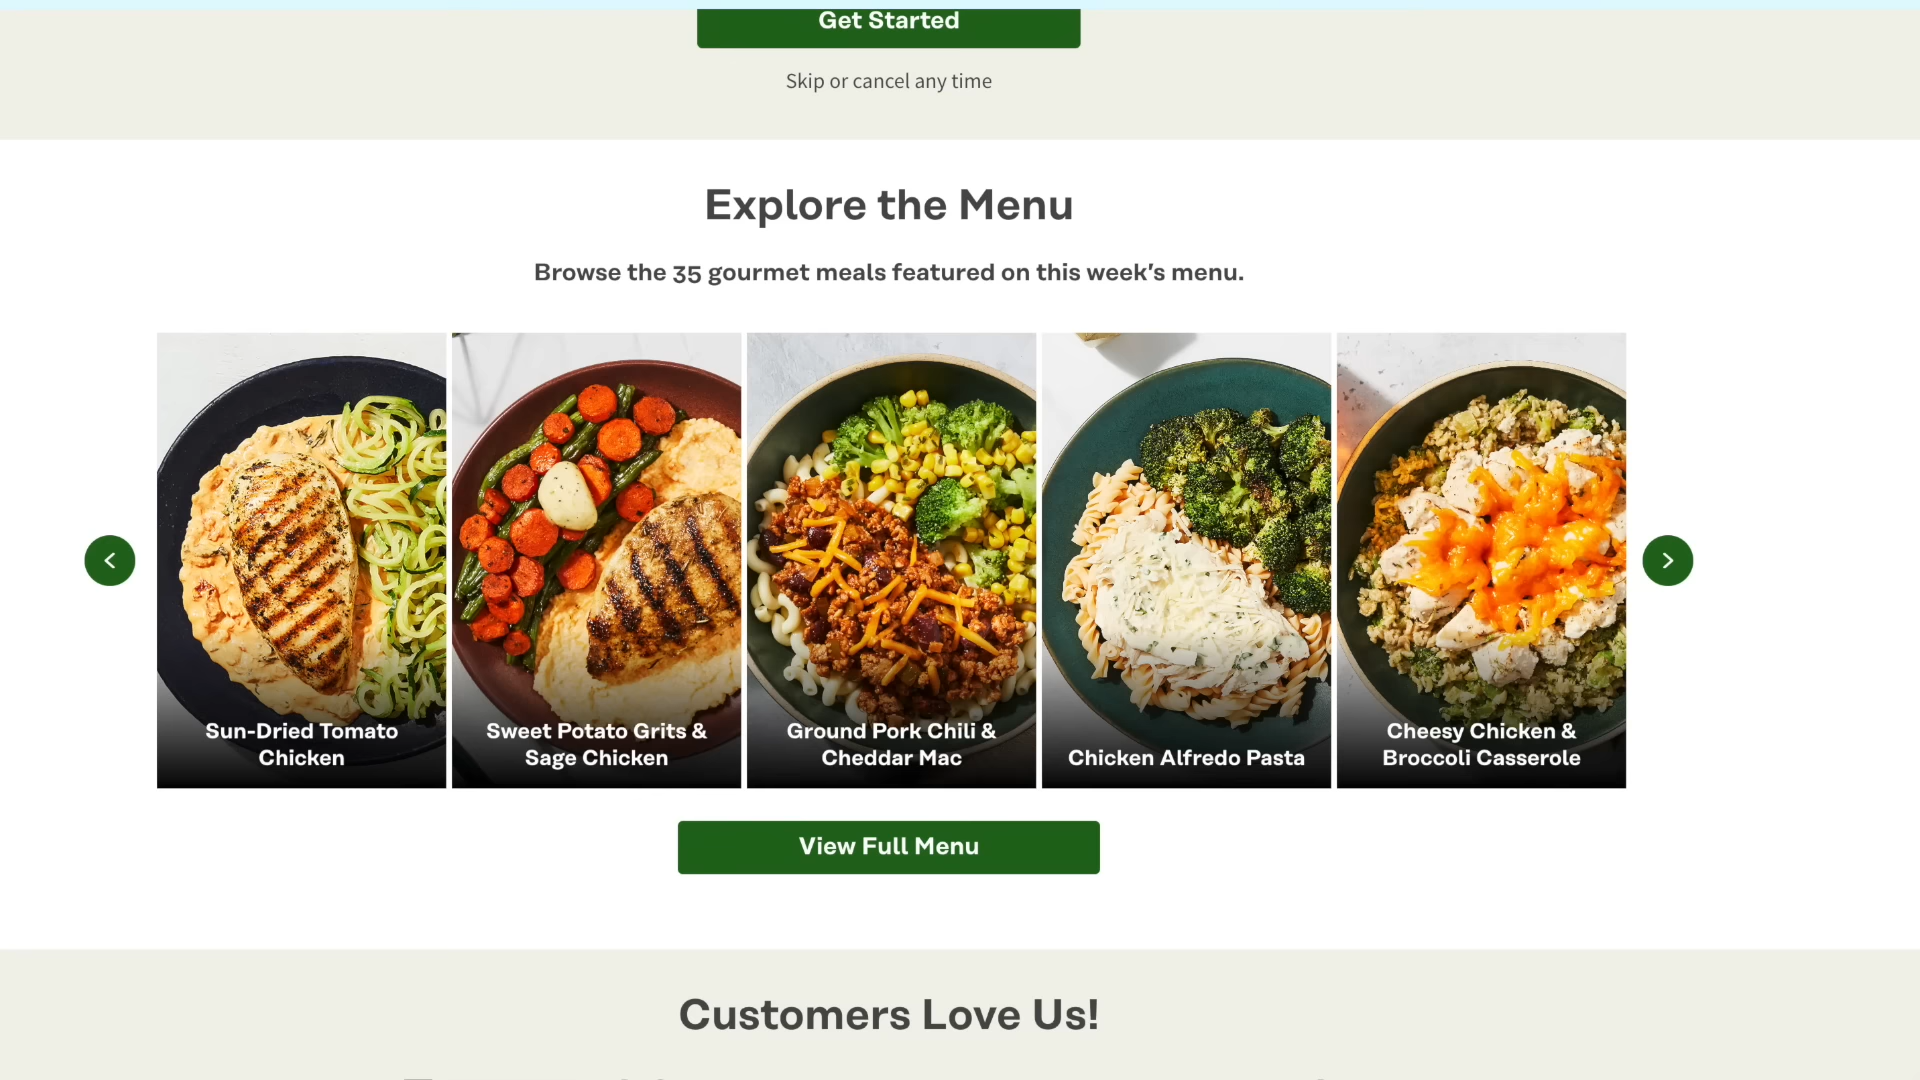 Get Started
Skip or cancel any time
Explore the Menu
Browse the 35 gourmet meals featured on this week's menu.
Sun-Dried Tomato
Chicken
Sweet Potato Grits &
Sage Chicken
Ground Pork Chili &
Cheddar Mac
Chicken Alfredo Pasta
Cheesy Chicken &
Broccoli Casserole
View Full Menu
Customers Love Us!